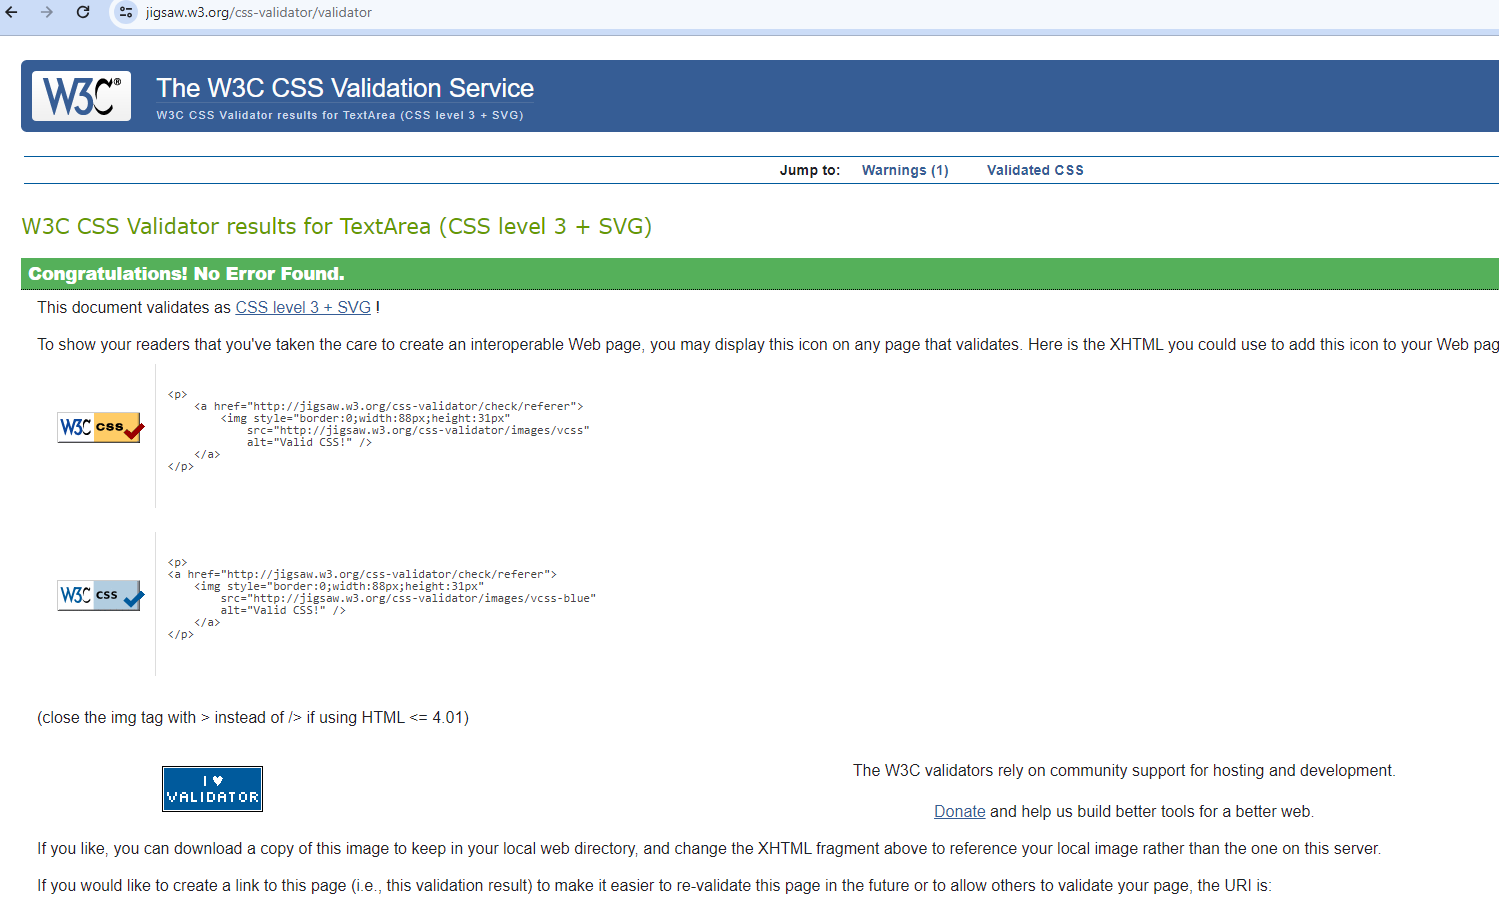 jigsaw.w3.org/css-validator/validator
W3C®
The W3C CSS Validation Service
W3C CSS Validator results for TextArea (CSS level 3 + SVG)
Jump to: Warnings (1) Validated CSS
W3C CSS Validator results for TextArea (CSS level 3 + SVG)
Congratulations! No Error Found.
This document validates as CSS level 3 + SVG !
To show your readers that you've taken the care to create an interoperable Web page, you may display this icon on any page that validates. Here is the XHTML you could use to add this icon to your Web pag
W3C css
<p>
    <a href="http://jigsaw.w3.org/css-validator/check/referer">
        <img style="border:0;width:88px;height:31px"
            src="http://jigsaw.w3.org/css-validator/images/vcss"
            alt="Valid CSS!" />
    </a>
</p>
W3C css
<p>
<a href="http://jigsaw.w3.org/css-validator/check/referer">
    <img style="border:0;width:88px;height:31px"
        src="http://jigsaw.w3.org/css-validator/images/vcss-blue"
        alt="Valid CSS!" />
    </a>
</p>
(close the img tag with > instead of /> if using HTML <= 4.01)
I ♥
VALIDATOR
The W3C validators rely on community support for hosting and development.
Donate and help us build better tools for a better web.
If you like, you can download a copy of this image to keep in your local web directory, and change the XHTML fragment above to reference your local image rather than the one on this server.
If you would like to create a link to this page (i.e., this validation result) to make it easier to re-validate this page in the future or to allow others to validate your page, the URI is: